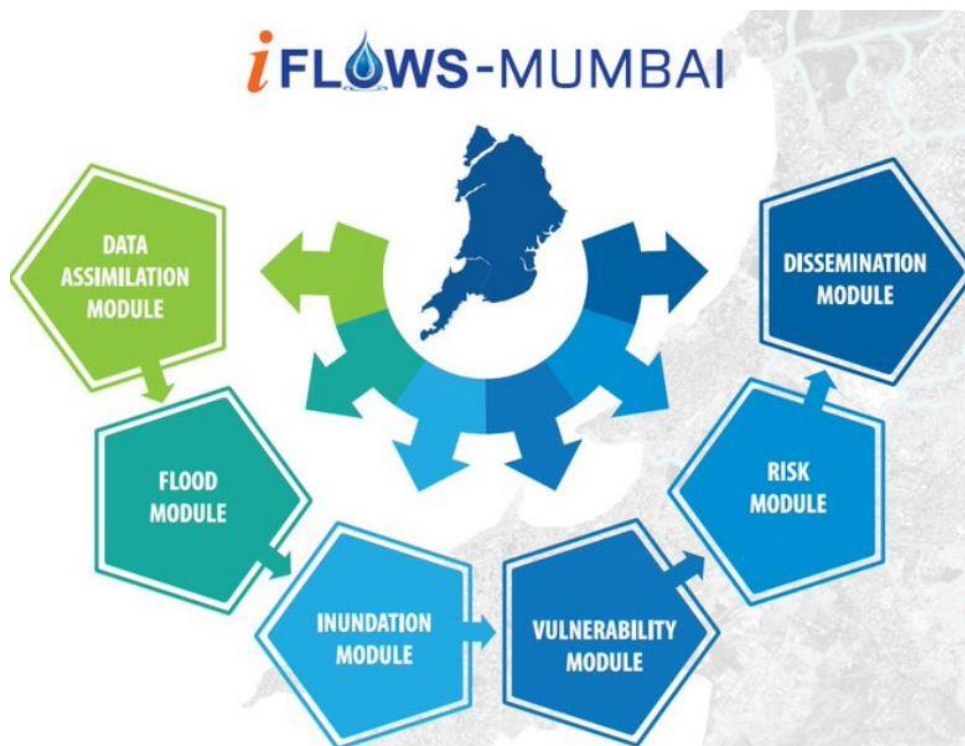 iFLOWS-MUMBAI
DATA
ASSIMILATION
MODULE
FLOOD
MODULE
INUNDATION
MODULE
VULNERABILITY
MODULE
RISK
MODULE
DISSEMINATION
MODULE